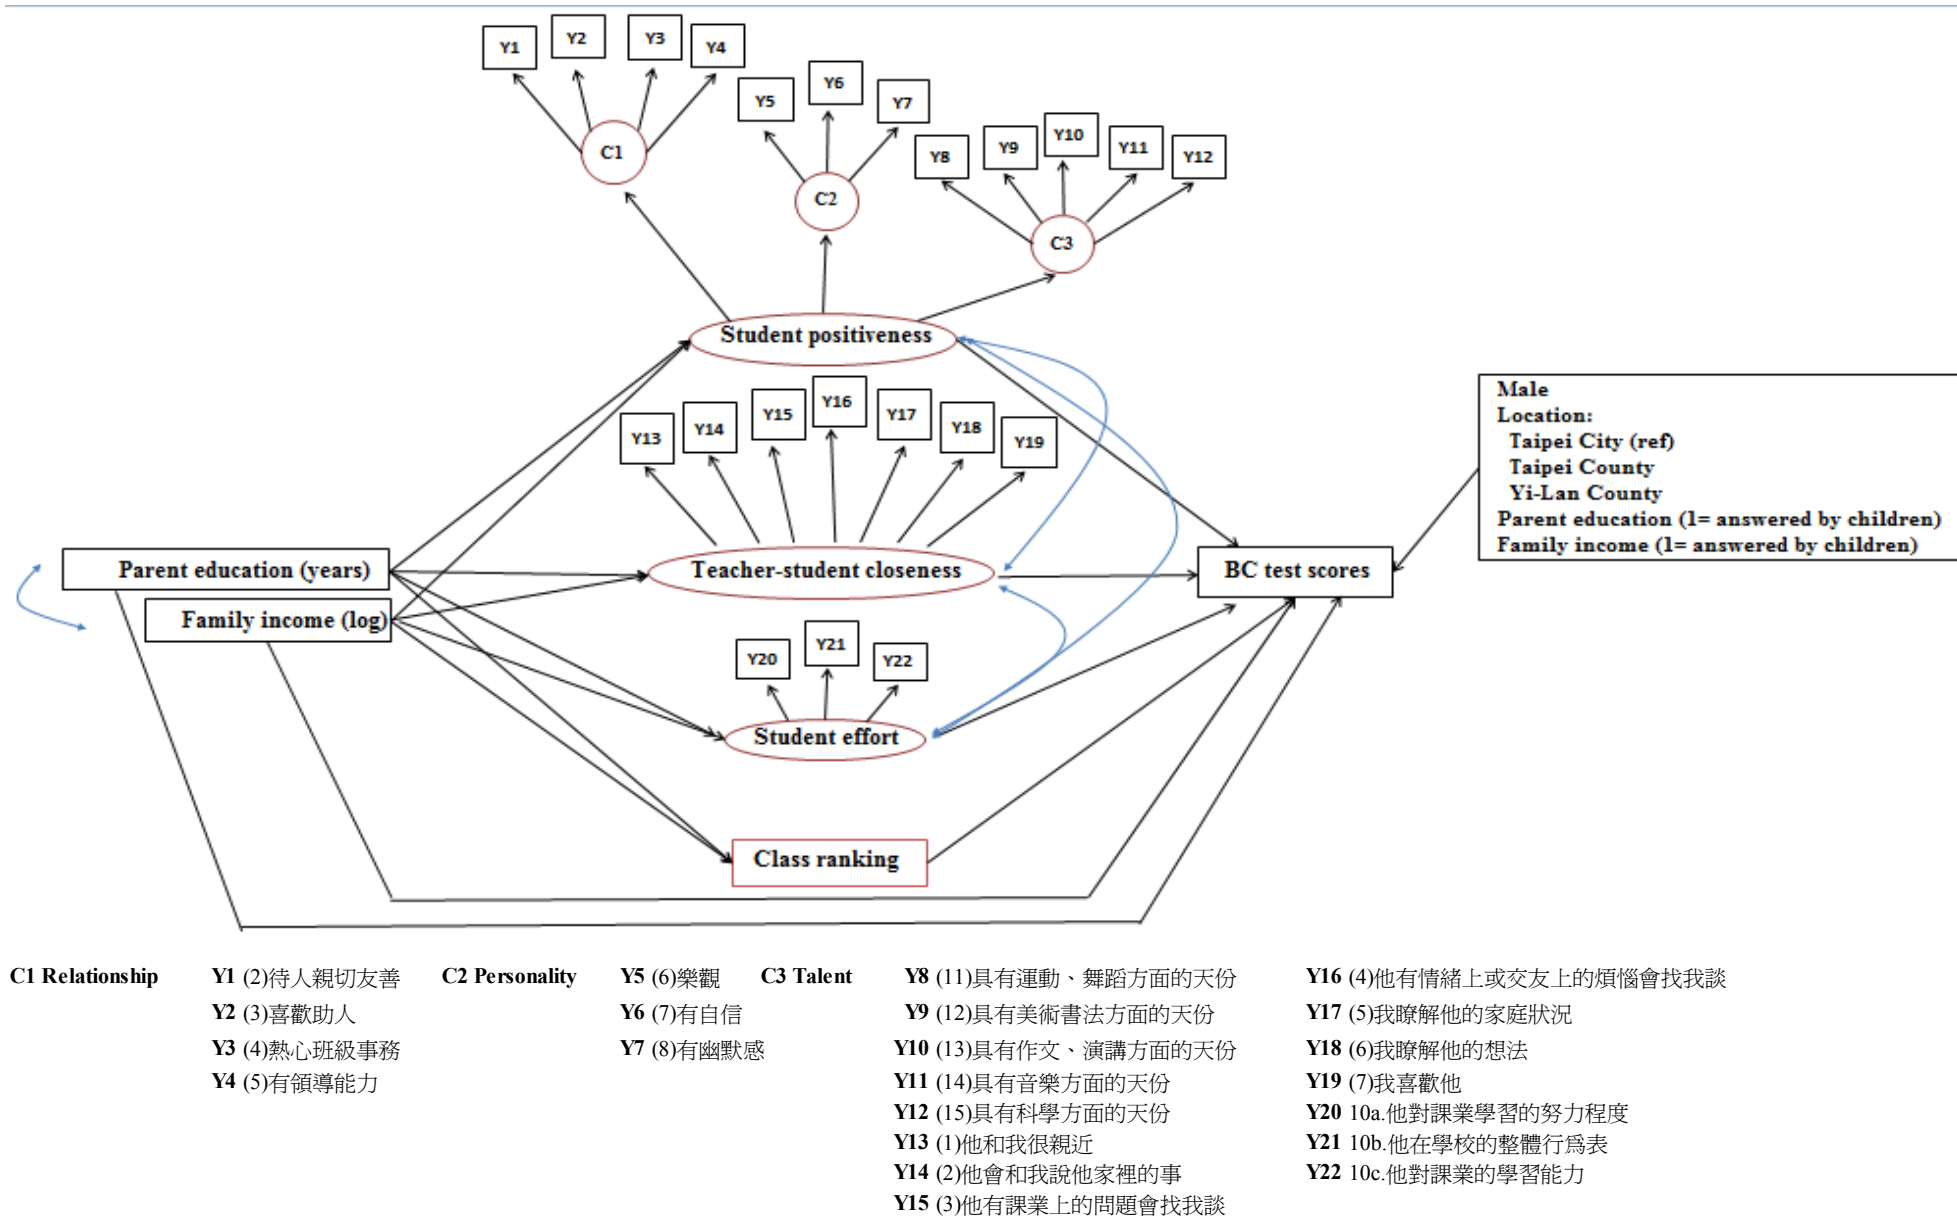 Y1
Y2
Y3
Y4
Y5
Y6
Y7
C1
Y8
Y9
Y10
Y11
Y12
C2
C3
Student positiveness
Y13
Y14
Y15
Y16
Y17
Y18
Y19
Male
Location:
Taipei City (ref)
Taipei County
Yi-Lan County
Parent education (1= answered by children)
Family income (1= answered by children)
Parent education (years)
Teacher-student closeness
BC test scores
Family income (log)
Y20
Y21
Y22
Student effort
Class ranking
C1 Relationship
Y1 (2)待人親切友善
Y2 (3)喜歡助人
Y3 (4)熱心班級事務
Y4 (5)有領導能力
C2 Personality
Y5 (6)樂觀
Y6 (7)有自信
Y7 (8)有幽默感
C3 Talent
Y8 (11)具有運動、舞蹈方面的天份
Y9 (12)具有美術書法方面的天份
Y10 (13)具有作文、演講方面的天份
Y11 (14)具有音樂方面的天份
Y12 (15)具有科學方面的天份
Y13 (1)他和我很親近
Y14 (2)他會和我說他家裡的事
Y15 (3)他有課業上的問題會找我談
Y16 (4)他有情緒上或交友上的煩惱會找我談
Y17 (5)我瞭解他的家庭狀況
Y18 (6)我瞭解他的想法
Y19 (7)我喜歡他
Y20 10a.他對課業學習的努力程度
Y21 10b.他在學校的整體行為表
Y22 10c.他對課業的學習能力